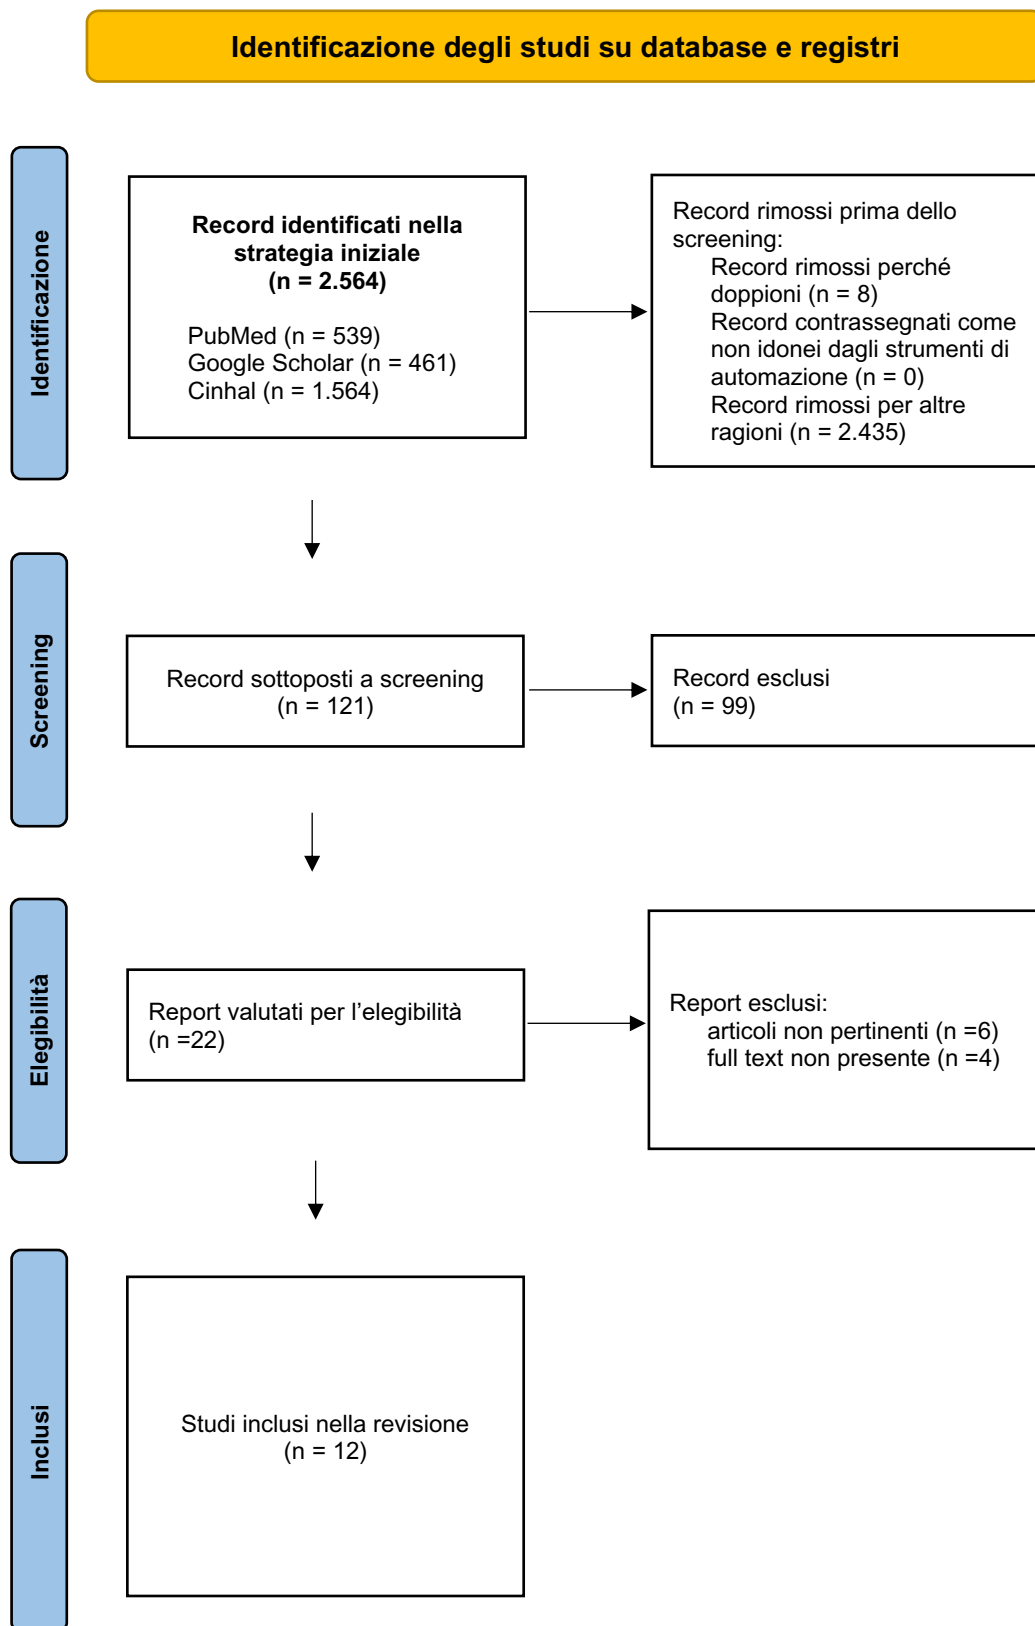 Identificazione degli studi su database e registri
Identificazione
Record identificati nella
strategia iniziale
(n = 2.564)
PubMed (n = 539)
Google Scholar (n = 461)
Cinhal (n = 1.564)
Record rimossi prima dello
screening:
Record rimossi perché
doppioni (n = 8)
Record contrassegnati come
non idonei dagli strumenti di
automazione (n = 0)
Record rimossi per altre
ragioni (n = 2.435)
Screening
Record sottoposti a screening
(n = 121)
Record esclusi
(n = 99)
Elegibilità
Report valutati per l'elegibilità
(n =22)
Report esclusi:
articoli non pertinenti (n =6)
full text non presente (n =4)
Inclusi
Studi inclusi nella revisione
(n = 12)